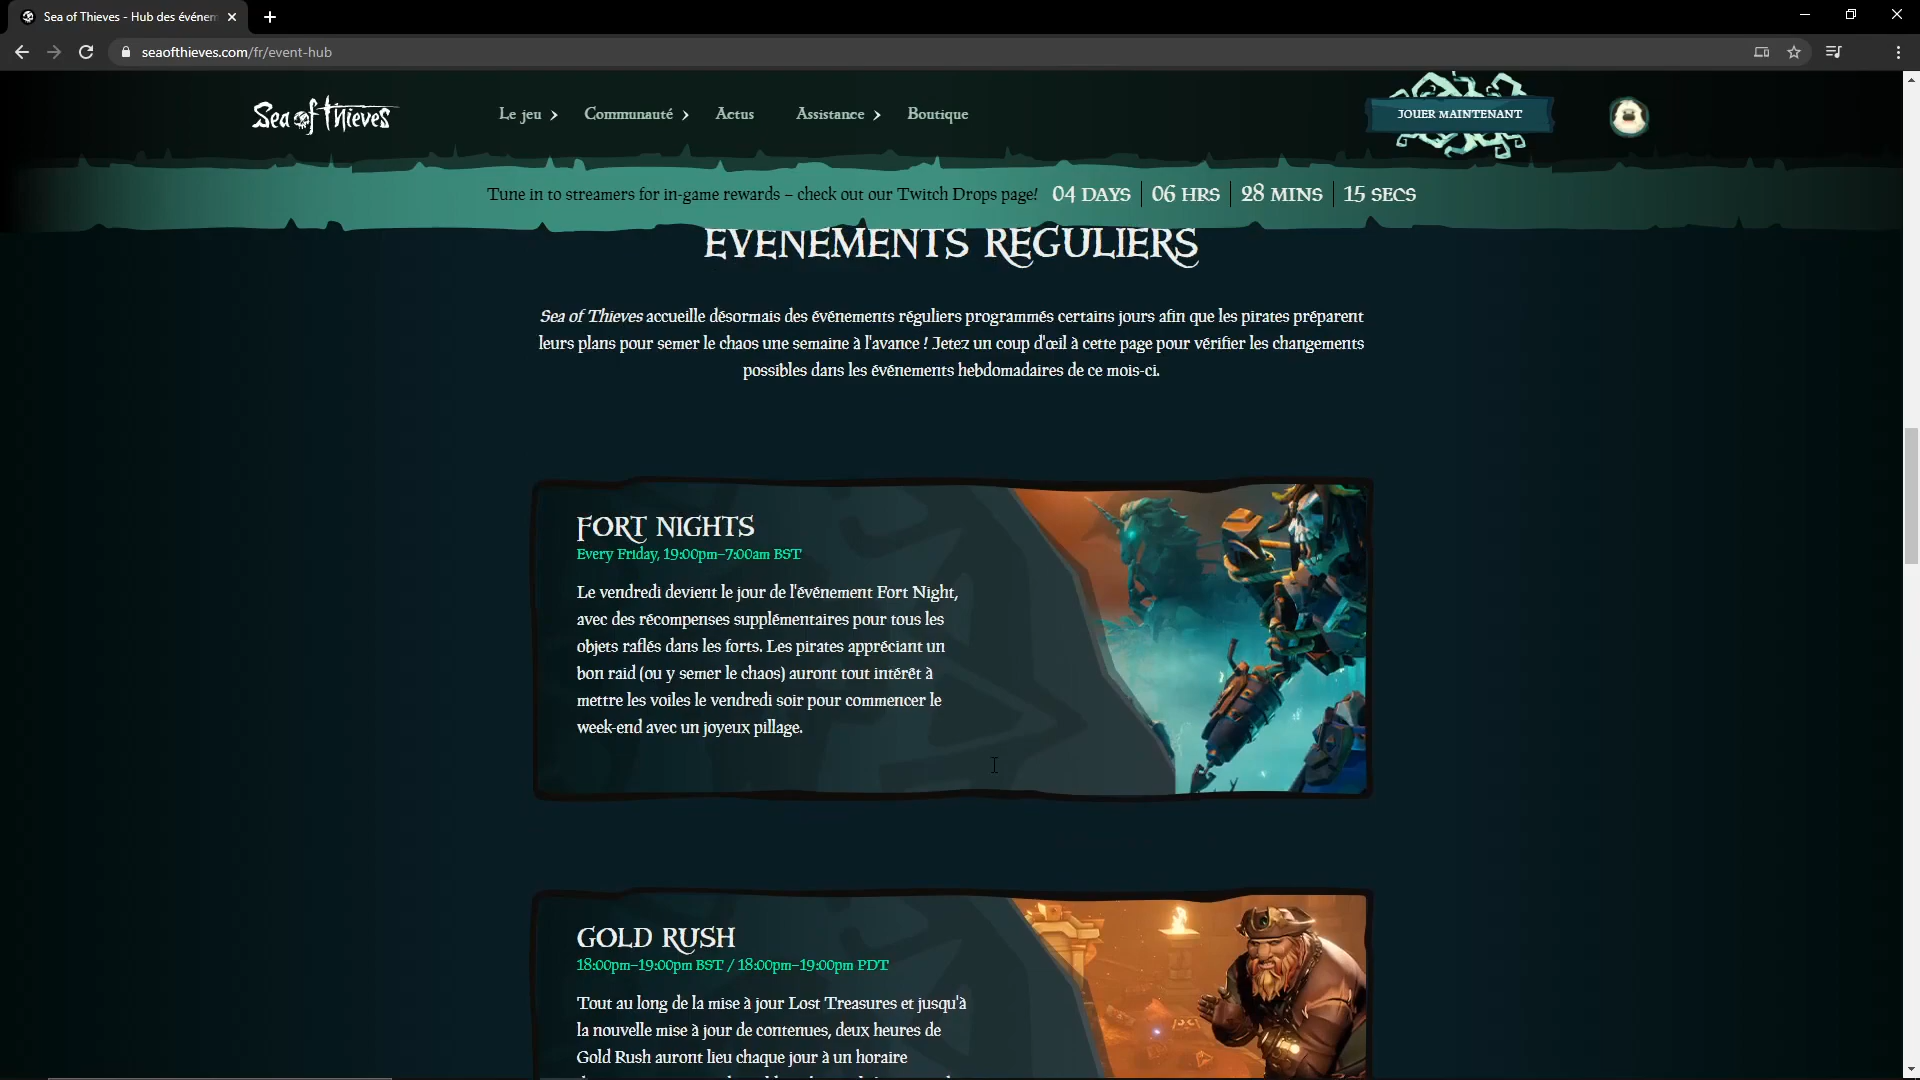 Sea of Thieves - Hub des événem
seaofthieves.com/fr/event-hub
Sea of Thieves
Le jeu
Communauté
Actus
Assistance
Boutique
JOUER MAINTENANT
Tune in to streamers for in-game rewards – check out our Twitch Drops page! 04 DAYS 06 HRS 28 MINS 15 SECS
ÉVÉNEMENTS RÉGULIERS
Sea of Thieves accueille désormais des événements réguliers programmés certains jours afin que les pirates préparent
leurs plans pour semer le chaos une semaine à l'avance ! Jetez un coup d'œil à cette page pour vérifier les changements
possibles dans les événements hebdomadaires de ce mois-ci.
FORT NIGHTS
Every Friday, 19:00pm–7:00am BST
Le vendredi devient le jour de l'événement Fort Night,
avec des récompenses supplémentaires pour tous les
objets raflés dans les forts. Les pirates appréciant un
bon raid (ou y semer le chaos) auront tout intérêt à
mettre les voiles le vendredi soir pour commencer le
week-end avec un joyeux pillage.
GOLD RUSH
18:00pm–19:00pm BST / 18:00pm–19:00pm PDT
Tout au long de la mise à jour Lost Treasures et jusqu'à
la nouvelle mise à jour de contenues, deux heures de
Gold Rush auront lieu chaque jour à un horaire